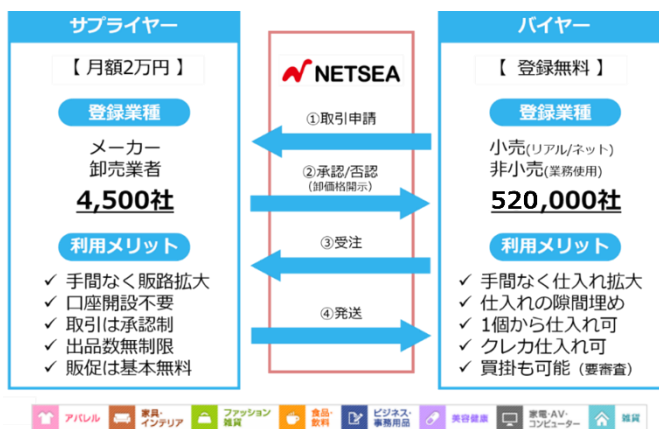 サプライヤー
【 月額2万円 】
登録業種
メーカー
卸売業者
4,500社
利用メリット
✓ 手間なく販路拡大
✓ 口座開設不要
✓ 取引は承認制
✓ 出品数無制限
✓ 販促は基本無料
NETSEA
①取引申請
②承認/否認
(卸価格開示)
③受注
④発送
バイヤー
【 登録無料 】
登録業種
小売(リアル/ネット)
非小売(業務使用)
520,000社
利用メリット
✓ 手間なく仕入れ拡大
✓ 仕入れの隙間埋め
✓ 1個から仕入れ可
✓ クレカ仕入れ可
✓ 買掛も可能（要審査）
アパレル
家具・
インテリア
ファッション
雑貨
食品・
飲料
ビジネス・
事務用品
美容健康
家電・AV・
コンピューター
雑貨